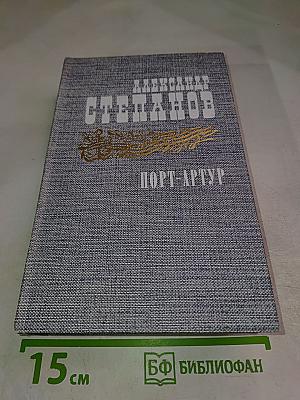 АЛЕКСАНДР
СТЕПАНОВ
ПОРТ-АРТУР
15 см
БФ БИБЛИОФАН